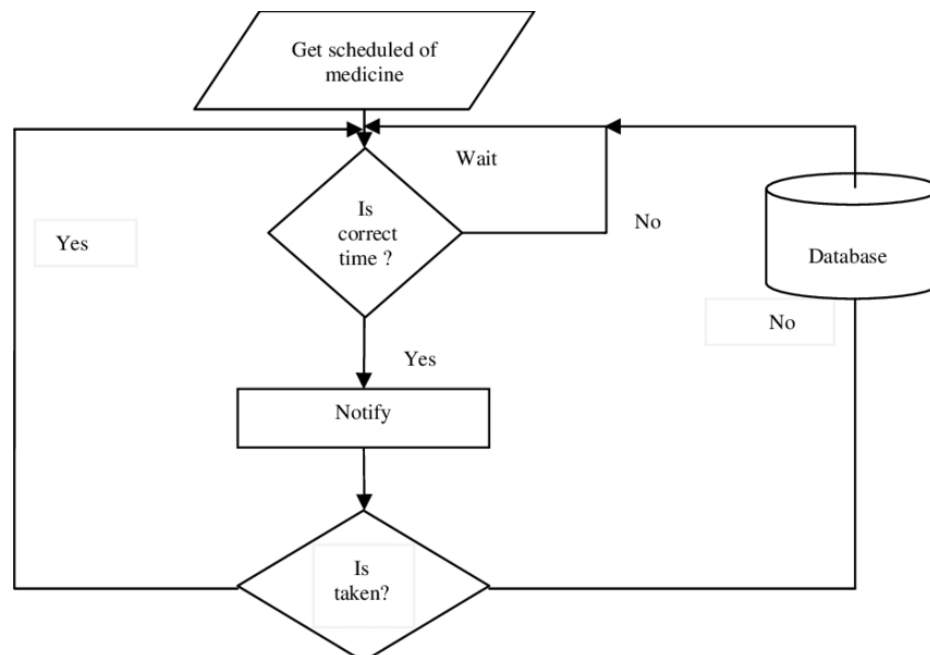 Get scheduled of
medicine
Wait
Is
correct
time ?
No
Yes
Database
No
Yes
Notify
Is
taken?